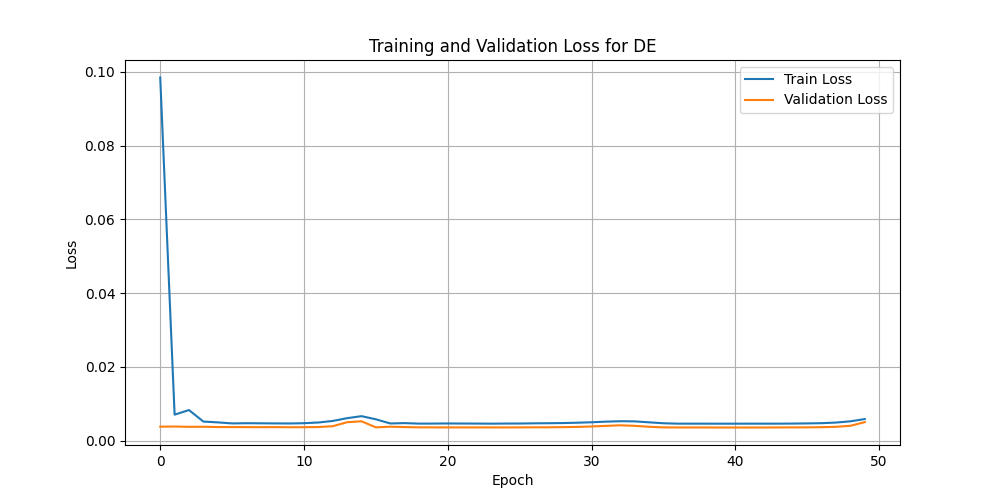 Training and Validation Loss for DE
Train Loss
Validation Loss
Loss
0.10
0.08
0.06
0.04
0.02
0.00
0
10
20
30
40
50
Epoch